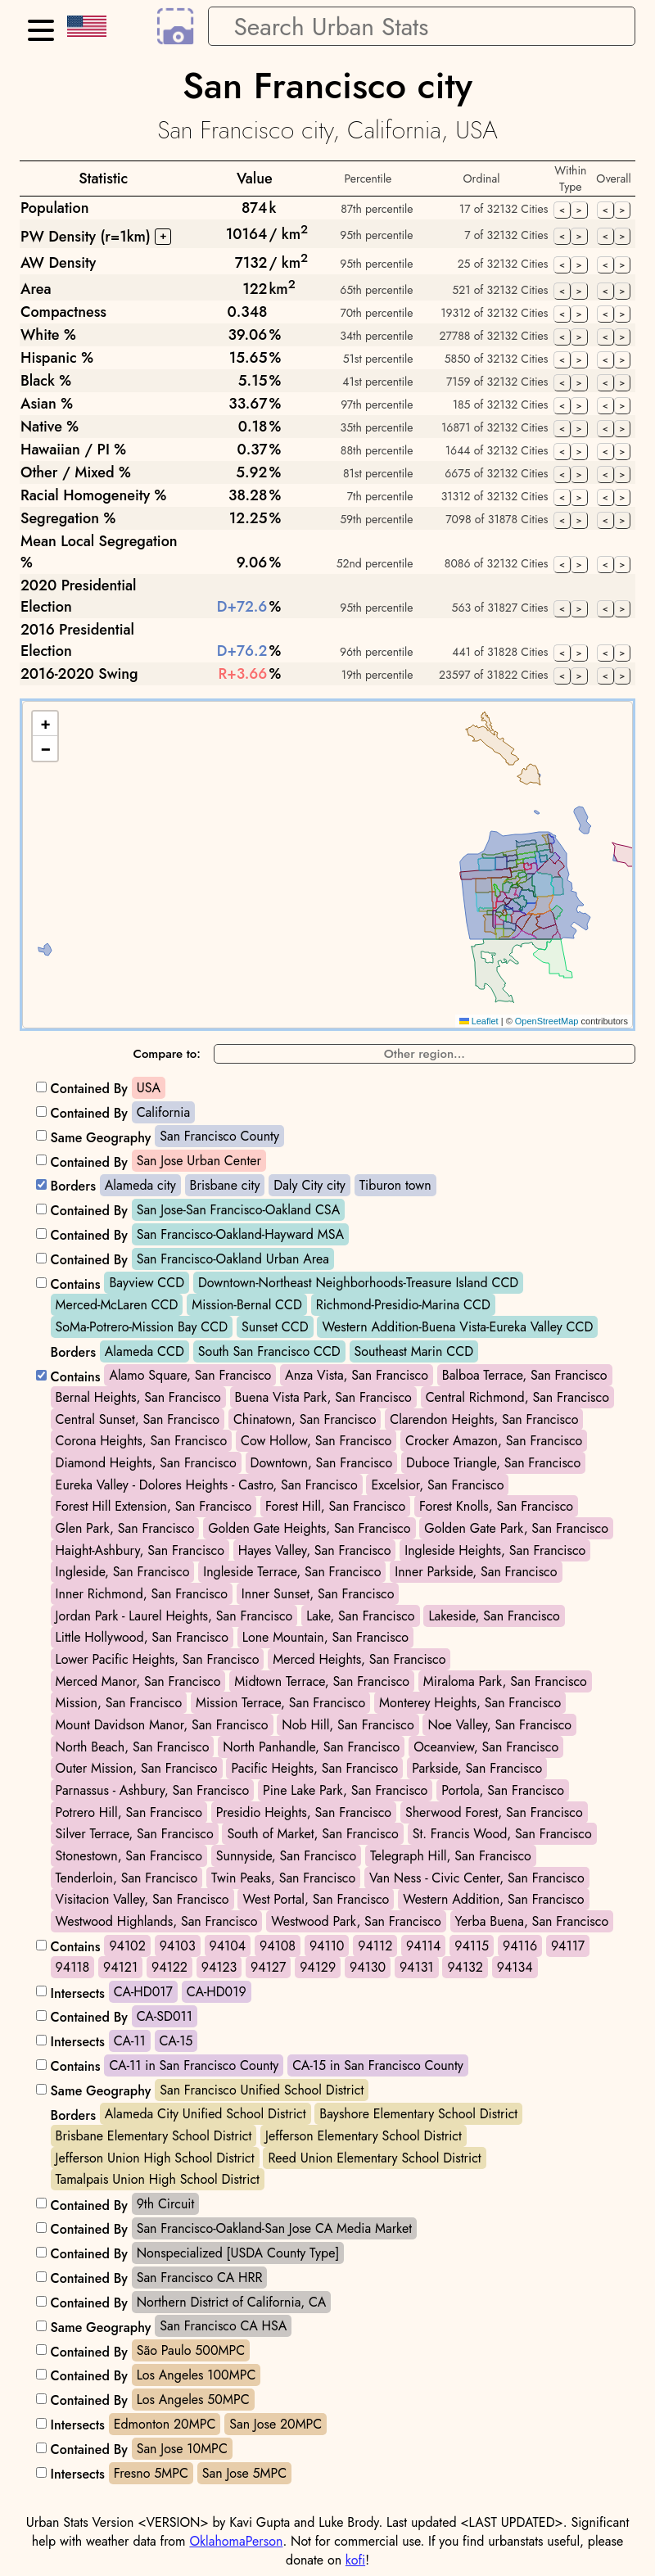 Search Urban Stats
San Francisco city
San Francisco city, California, USA
Statistic Value Percentile Ordinal Within Type Overall
Population 874k 87th percentile 17 of 32132 Cities < > < >
PW Density (r=1km) + 10164/ km2 95th percentile 7 of 32132 Cities < > < >
AW Density 7132/ km2 95th percentile 25 of 32132 Cities < > < >
Area 122km2 65th percentile 521 of 32132 Cities < > < >
Compactness 0.348 70th percentile 19312 of 32132 Cities < > < >
White % 39.06% 34th percentile 27788 of 32132 Cities < > < >
Hispanic % 15.65% 51st percentile 5850 of 32132 Cities < > < >
Black % 5.15% 41st percentile 7159 of 32132 Cities < > < >
Asian % 33.67% 97th percentile 185 of 32132 Cities < > < >
Native % 0.18% 35th percentile 16871 of 32132 Cities < > < >
Hawaiian / PI % 0.37% 88th percentile 1644 of 32132 Cities < > < >
Other / Mixed % 5.92% 81st percentile 6675 of 32132 Cities < > < >
Racial Homogeneity % 38.28% 7th percentile 31312 of 32132 Cities < > < >
Segregation % 12.25% 59th percentile 7098 of 31878 Cities < > < >
Mean Local Segregation
% 9.06% 52nd percentile 8086 of 32132 Cities < > < >
2020 Presidential
Election D+72.6% 95th percentile 563 of 31827 Cities < > < >
2016 Presidential
Election D+76.2% 96th percentile 441 of 31828 Cities < > < >
2016-2020 Swing R+3.66% 19th percentile 23597 of 31822 Cities < > < >
+
−
Leaflet | © OpenStreetMap contributors
Compare to: Other region...
Contained By USA
Contained By California
Same Geography San Francisco County
Contained By San Jose Urban Center
Borders Alameda city Brisbane city Daly City city Tiburon town
Contained By San Jose-San Francisco-Oakland CSA
Contained By San Francisco-Oakland-Hayward MSA
Contained By San Francisco-Oakland Urban Area
Contains Bayview CCD Downtown-Northeast Neighborhoods-Treasure Island CCD
Merced-McLaren CCD Mission-Bernal CCD Richmond-Presidio-Marina CCD
SoMa-Potrero-Mission Bay CCD Sunset CCD Western Addition-Buena Vista-Eureka Valley CCD
Borders Alameda CCD South San Francisco CCD Southeast Marin CCD
Contains Alamo Square, San Francisco Anza Vista, San Francisco Balboa Terrace, San Francisco
Bernal Heights, San Francisco Buena Vista Park, San Francisco Central Richmond, San Francisco
Central Sunset, San Francisco Chinatown, San Francisco Clarendon Heights, San Francisco
Corona Heights, San Francisco Cow Hollow, San Francisco Crocker Amazon, San Francisco
Diamond Heights, San Francisco Downtown, San Francisco Duboce Triangle, San Francisco
Eureka Valley - Dolores Heights - Castro, San Francisco Excelsior, San Francisco
Forest Hill Extension, San Francisco Forest Hill, San Francisco Forest Knolls, San Francisco
Glen Park, San Francisco Golden Gate Heights, San Francisco Golden Gate Park, San Francisco
Haight-Ashbury, San Francisco Hayes Valley, San Francisco Ingleside Heights, San Francisco
Ingleside, San Francisco Ingleside Terrace, San Francisco Inner Parkside, San Francisco
Inner Richmond, San Francisco Inner Sunset, San Francisco
Jordan Park - Laurel Heights, San Francisco Lake, San Francisco Lakeside, San Francisco
Little Hollywood, San Francisco Lone Mountain, San Francisco
Lower Pacific Heights, San Francisco Merced Heights, San Francisco
Merced Manor, San Francisco Midtown Terrace, San Francisco Miraloma Park, San Francisco
Mission, San Francisco Mission Terrace, San Francisco Monterey Heights, San Francisco
Mount Davidson Manor, San Francisco Nob Hill, San Francisco Noe Valley, San Francisco
North Beach, San Francisco North Panhandle, San Francisco Oceanview, San Francisco
Outer Mission, San Francisco Pacific Heights, San Francisco Parkside, San Francisco
Parnassus - Ashbury, San Francisco Pine Lake Park, San Francisco Portola, San Francisco
Potrero Hill, San Francisco Presidio Heights, San Francisco Sherwood Forest, San Francisco
Silver Terrace, San Francisco South of Market, San Francisco St. Francis Wood, San Francisco
Stonestown, San Francisco Sunnyside, San Francisco Telegraph Hill, San Francisco
Tenderloin, San Francisco Twin Peaks, San Francisco Van Ness - Civic Center, San Francisco
Visitacion Valley, San Francisco West Portal, San Francisco Western Addition, San Francisco
Westwood Highlands, San Francisco Westwood Park, San Francisco Yerba Buena, San Francisco
Contains 94102 94103 94104 94108 94110 94112 94114 94115 94116 94117
94118 94121 94122 94123 94127 94129 94130 94131 94132 94134
Intersects CA-HD017 CA-HD019
Contained By CA-SD011
Intersects CA-11 CA-15
Contains CA-11 in San Francisco County CA-15 in San Francisco County
Same Geography San Francisco Unified School District
Borders Alameda City Unified School District Bayshore Elementary School District
Brisbane Elementary School District Jefferson Elementary School District
Jefferson Union High School District Reed Union Elementary School District
Tamalpais Union High School District
Contained By 9th Circuit
Contained By San Francisco-Oakland-San Jose CA Media Market
Contained By Nonspecialized [USDA County Type]
Contained By San Francisco CA HRR
Contained By Northern District of California, CA
Same Geography San Francisco CA HSA
Contained By São Paulo 500MPC
Contained By Los Angeles 100MPC
Contained By Los Angeles 50MPC
Intersects Edmonton 20MPC San Jose 20MPC
Contained By San Jose 10MPC
Intersects Fresno 5MPC San Jose 5MPC
Urban Stats Version <VERSION> by Kavi Gupta and Luke Brody. Last updated <LAST UPDATED>. Significant
help with weather data from OklahomaPerson. Not for commercial use. If you find urbanstats useful, please
donate on kofi!